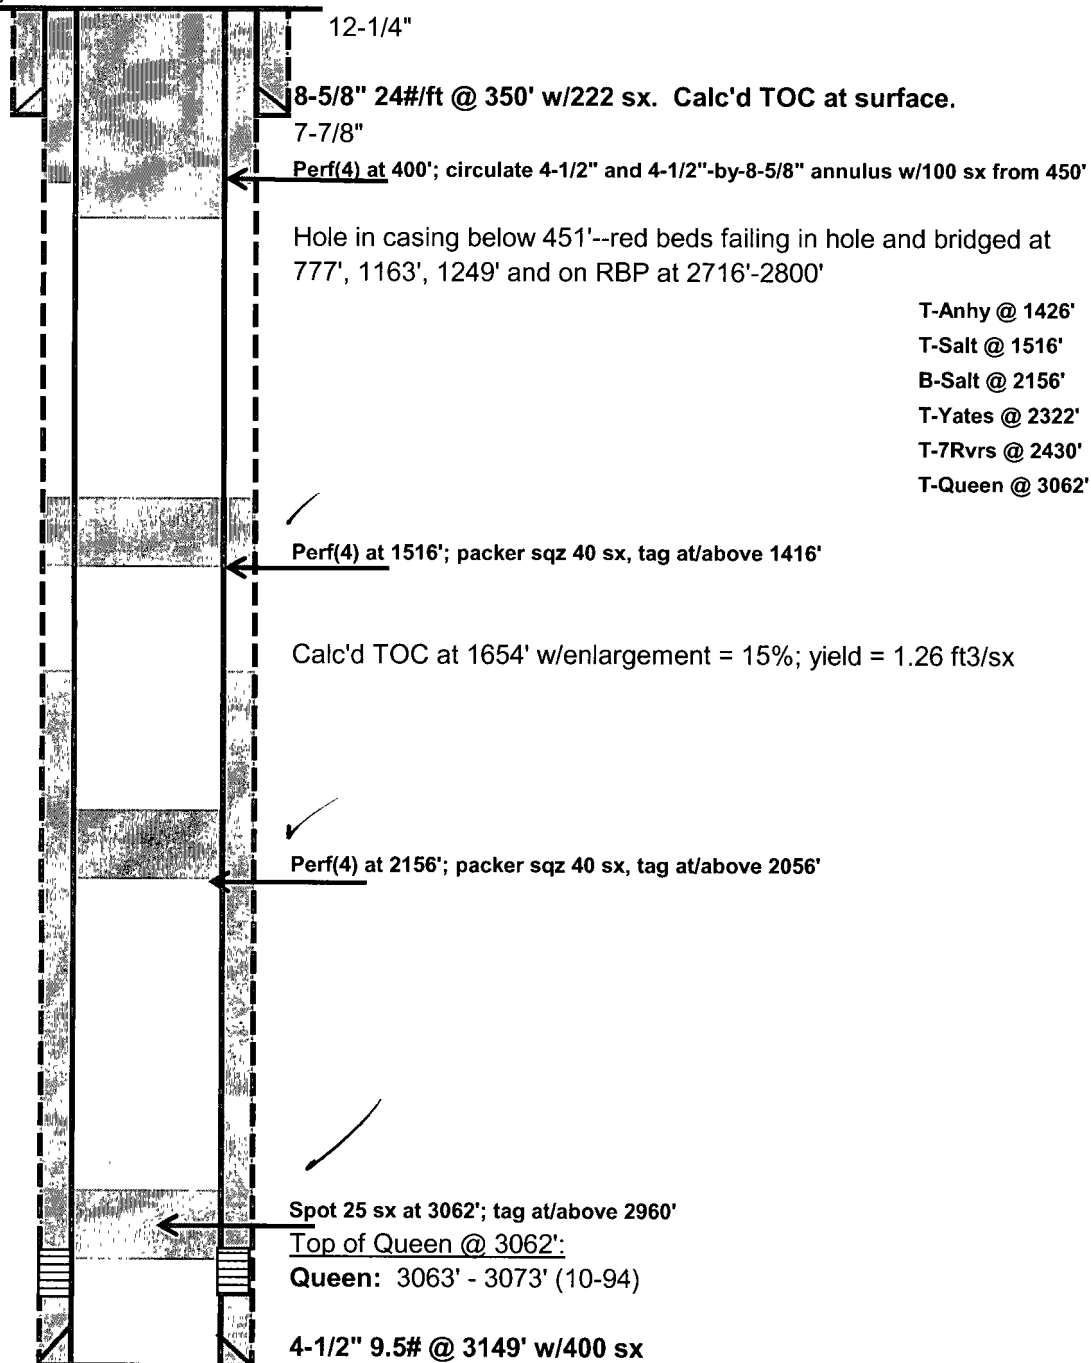 12-1/4"
8-5/8" 24#/ft @ 350' w/222 sx. Calc'd TOC at surface.
7-7/8"
Perf(4) at 400'; circulate 4-1/2" and 4-1/2"-by-8-5/8" annulus w/100 sx from 450'
Hole in casing below 451'--red beds failing in hole and bridged at
777', 1163', 1249' and on RBP at 2716'-2800'
T-Anhy @ 1426'
T-Salt @ 1516'
B-Salt @ 2156'
T-Yates @ 2322'
T-7Rvrs @ 2430'
T-Queen @ 3062'
Perf(4) at 1516'; packer sqz 40 sx, tag at/above 1416'
Calc'd TOC at 1654' w/enlargement = 15%; yield = 1.26 ft3/sx
Perf(4) at 2156'; packer sqz 40 sx, tag at/above 2056'
Spot 25 sx at 3062'; tag at/above 2960'
Top of Queen @ 3062':
Queen: 3063' - 3073' (10-94)
4-1/2" 9.5# @ 3149' w/400 sx